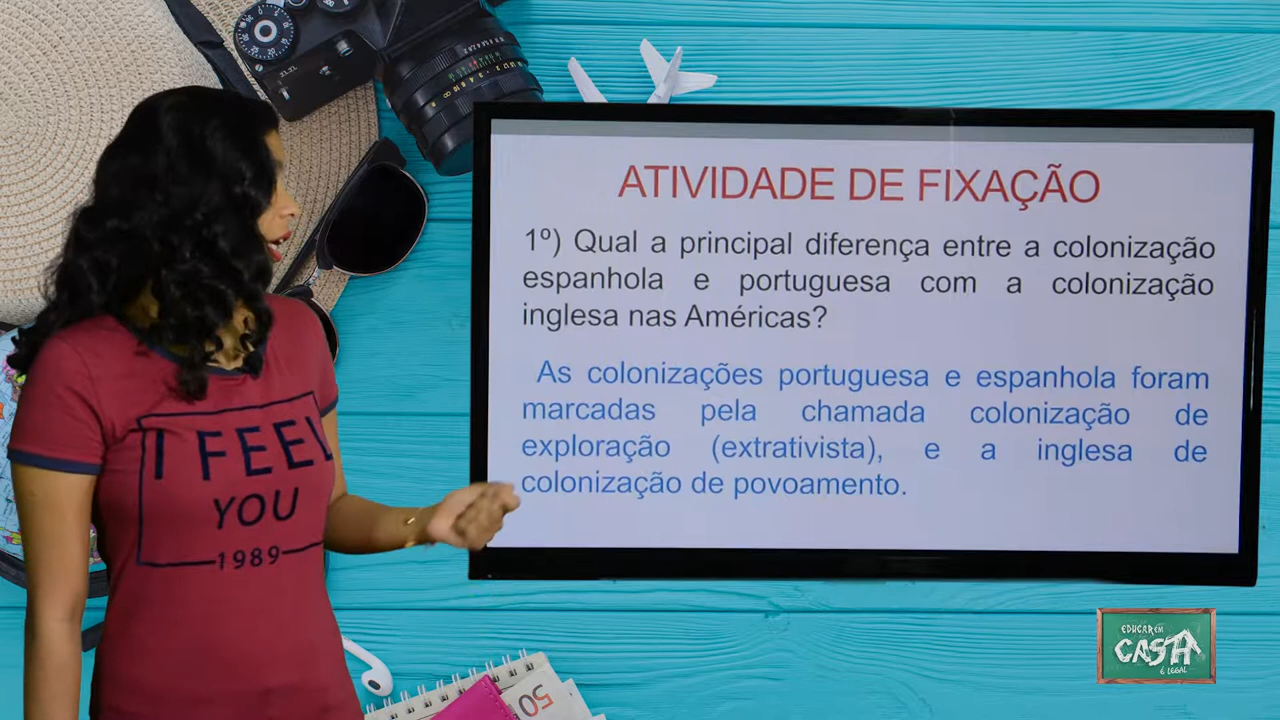 ATIVIDADE DE FIXAÇÃO
1º) Qual a principal diferença entre a colonização
espanhola e portuguesa com a colonização
inglesa nas Américas?
As colonizações portuguesa e espanhola foram
marcadas pela chamada colonização de
exploração (extrativista), e a inglesa de
colonização de povoamento.
I FEEL
YOU
1989
EDUCAR EM
CASA
É LEGAL
50